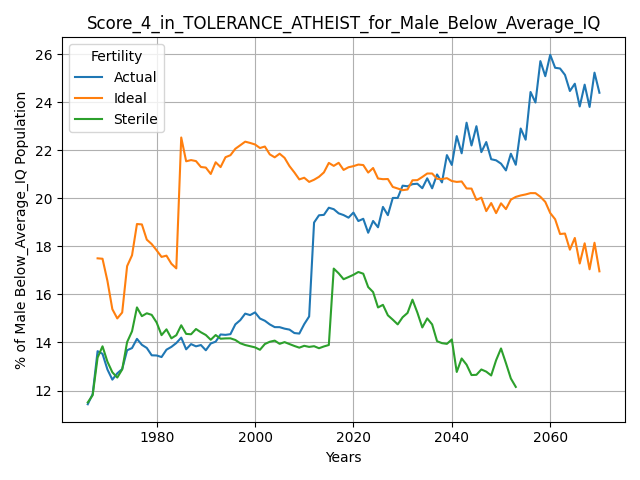 Score_4_in_TOLERANCE_ATHEIST_for_Male_Below_Average_IQ
Fertility
Actual
Ideal
Sterile
% of Male Below_Average_IQ Population
26
24
22
20
18
16
14
12
1980
2000
2020
2040
2060
Years